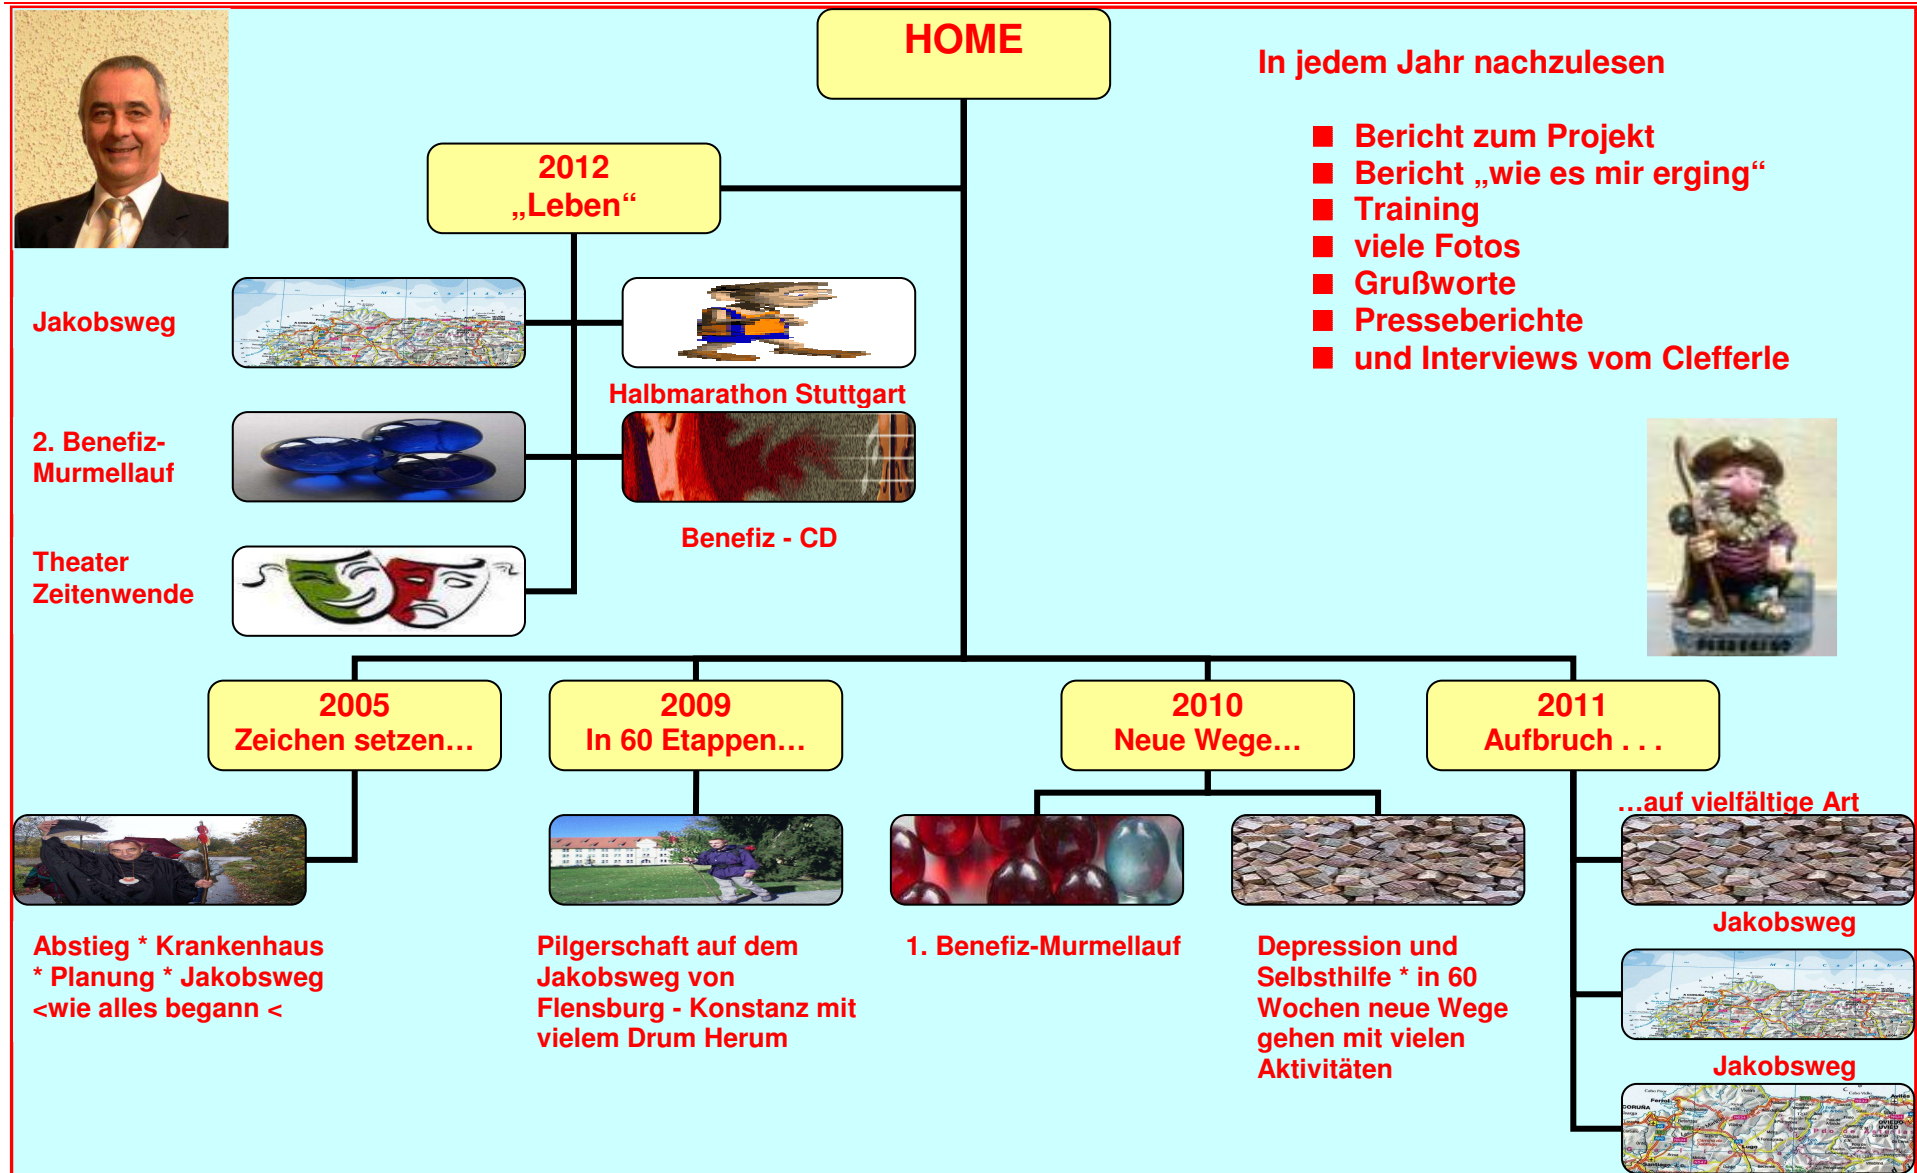 HOME
In jedem Jahr nachzulesen
■ Bericht zum Projekt
■ Bericht „wie es mir erging“
■ Training
■ viele Fotos
■ Grußworte
■ Presseberichte
■ und Interviews vom Clefferle
2012
„Leben“
Jakobsweg
Halbmarathon Stuttgart
2. Benefiz-
Murmellauf
Benefiz - CD
Theater
Zeitenwende
2005
Zeichen setzen…
2009
In 60 Etappen…
2010
Neue Wege…
2011
Aufbruch . . .
…auf vielfältige Art
Abstieg * Krankenhaus
* Planung * Jakobsweg
<wie alles begann <
Pilgerschaft auf dem
Jakobsweg von
Flensburg - Konstanz mit
vielem Drum Herum
1. Benefiz-Murmellauf
Depression und
Selbsthilfe * in 60
Wochen neue Wege
gehen mit vielen
Aktivitäten
Jakobsweg
Jakobsweg